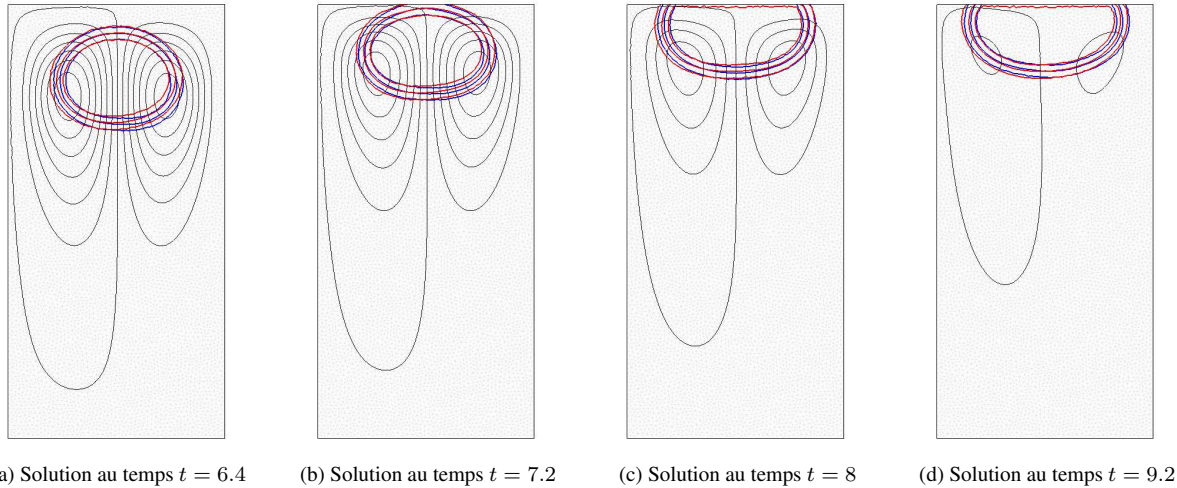 a) Solution au temps t = 6.4
(b) Solution au temps t = 7.2
(c) Solution au temps t = 8
(d) Solution au temps t = 9.2